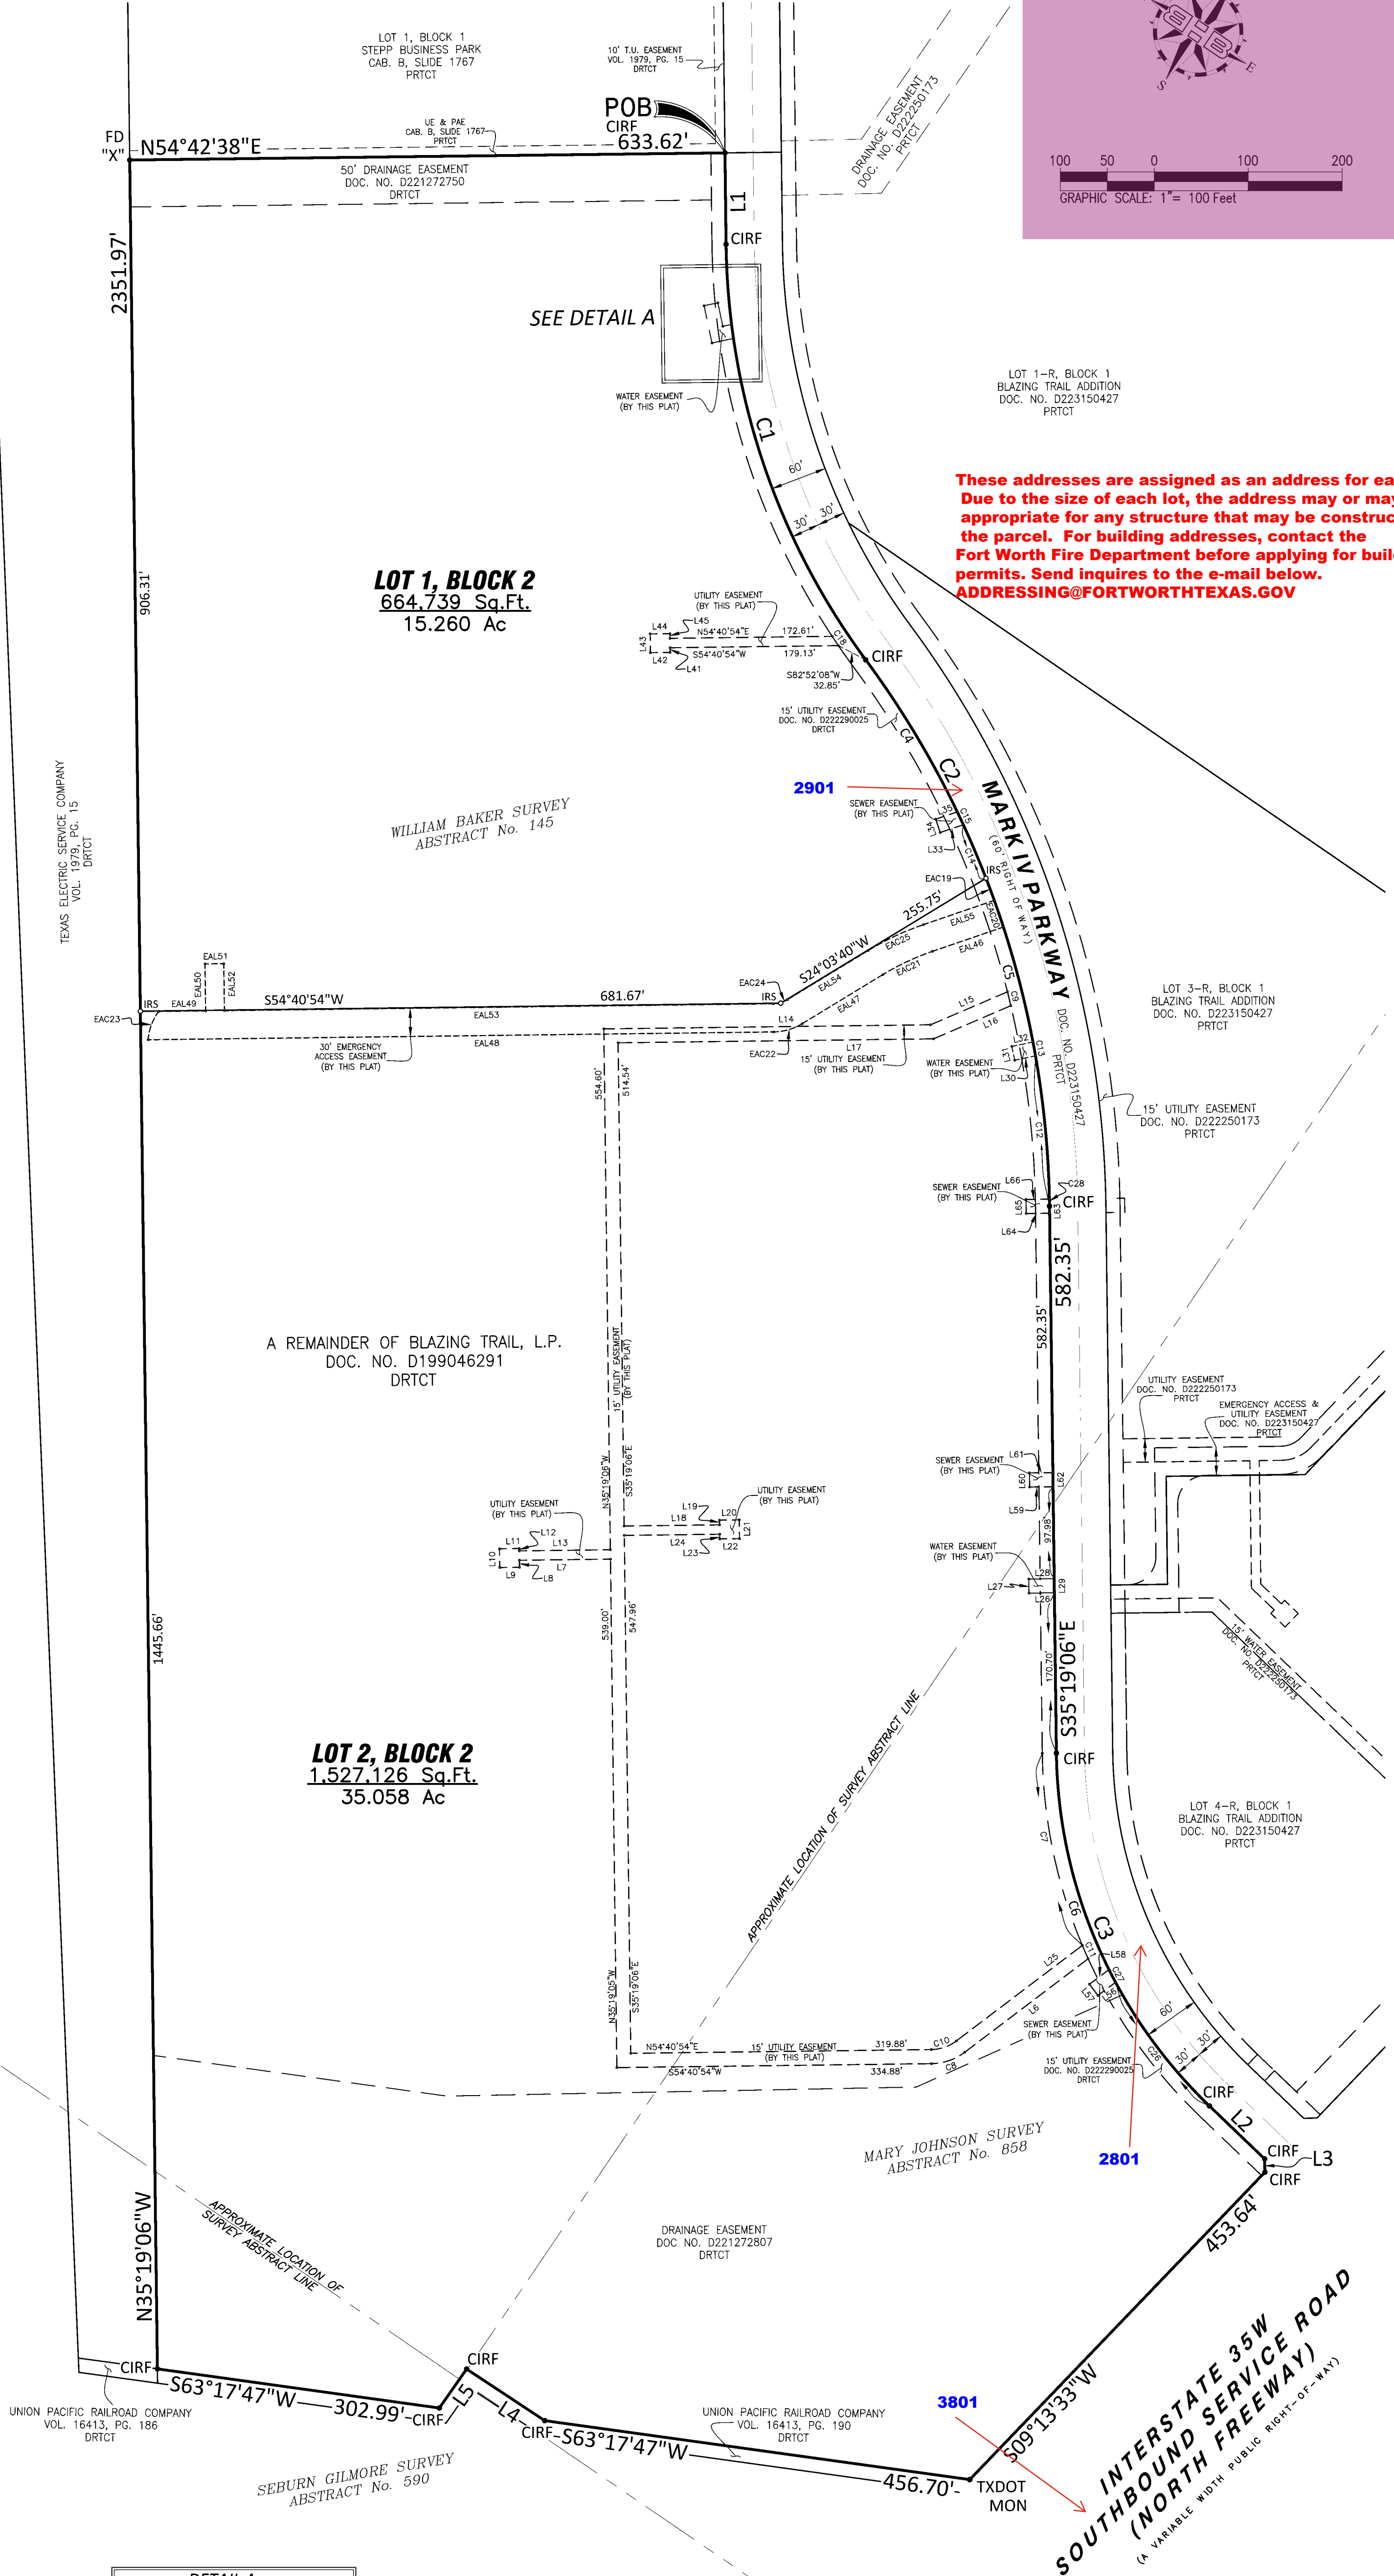 LOT 1, BLOCK 1
STEPP BUSINESS PARK
CAB. B, SLIDE 1767
PRTCT
10' T.U. EASEMENT
VOL. 1979, PG. 15
DRTCT
POB
CIRF
FD
"X"
N54°42'38"E
UE & PAE
CAB. B, SLIDE 1767
PRTCT
633.62'
50' DRAINAGE EASEMENT
DOC. NO. D221272750
DRTCT
DRAINAGE EASEMENT
DOC. NO. D222250173
PRTCT
S
E
BHB
100 50 0 100 200
GRAPHIC SCALE: 1"= 100 Feet
L1
CIRF
2351.97'
SEE DETAIL A
WATER EASEMENT
(BY THIS PLAT)
C1
60'
30' 30'
LOT 1-R, BLOCK 1
BLAZING TRAIL ADDITION
DOC. NO. D223150427
PRTCT
These addresses are assigned as an address for ea
Due to the size of each lot, the address may or may
appropriate for any structure that may be construc
the parcel. For building addresses, contact the
Fort Worth Fire Department before applying for buil
permits. Send inquires to the e-mail below.
ADDRESSING@FORTWORTHTEXAS.GOV
LOT 1, BLOCK 2
664,739 Sq.Ft.
15.260 Ac
906.31'
UTILITY EASEMENT
(BY THIS PLAT)
L44
L45
N54°40'54"E 172.61'
C18
L43
L42
S54°40'54"W 179.13'
L41
CIRF
S82°52'08"W
32.85'
15' UTILITY EASEMENT
DOC. NO. D222290025
DRTCT
C4
C2
2901
SEWER EASEMENT
(BY THIS PLAT)
L35
C15
L34
L33
C14
MARK IV PARKWAY
(60' RIGHT OF WAY)
DOC. NO. D223150427
PRTCT
WILLIAM BAKER SURVEY
ABSTRACT No. 145
TEXAS ELECTRIC SERVICE COMPANY
VOL. 1979, PG. 15
DRTCT
IRS
EAC19
255.75'
EAC20
EAL55
S24°03'40"W
EAC25
EAL46
EAC21
EAL54
EAL47
EAC24
IRS
EAL51
EAL50
EAL52
IRS
EAL49
S54°40'54"W
681.67'
EAC23
EAL53
EAL48
30' EMERGENCY
ACCESS EASEMENT
(BY THIS PLAT)
L14
EAC22
L17
15' UTILITY EASEMENT
(BY THIS PLAT)
L15
L16
C5
C9
L32
L31
C13
WATER EASEMENT
(BY THIS PLAT)
L30
LOT 3-R, BLOCK 1
BLAZING TRAIL ADDITION
DOC. NO. D223150427
PRTCT
554.60'
514.54'
C12
15' UTILITY EASEMENT
DOC. NO. D222250173
PRTCT
SEWER EASEMENT
(BY THIS PLAT)
L66
C28
L65
L63
CIRF
L64
582.35'
582.35'
A REMAINDER OF BLAZING TRAIL, L.P.
DOC. NO. D199046291
DRTCT
15' UTILITY EASEMENT
(BY THIS PLAT)
UTILITY EASEMENT
DOC. NO. D222250173
PRTCT
EMERGENCY ACCESS &
UTILITY EASEMENT
DOC. NO. D223150427
PRTCT
N35°19'06"W
S35°19'06"E
SEWER EASEMENT
(BY THIS PLAT)
L61
L60
L62
L59
UTILITY EASEMENT
(BY THIS PLAT)
UTILITY EASEMENT
(BY THIS PLAT)
L19
L20
L18
L21
L24
L22
L23
L12
L11
L13
L10
L9
L7
L8
97.98'
WATER EASEMENT
(BY THIS PLAT)
L28
L27
L29
L26
539.00'
547.96'
1445.66'
170.70'
S35°19'06"E
15' WATER EASEMENT
DOC. NO. D222250173
PRTCT
LOT 2, BLOCK 2
1,527,126 Sq.Ft.
35.058 Ac
APPROXIMATE LOCATION OF SURVEY ABSTRACT LINE
CIRF
C7
LOT 4-R, BLOCK 1
BLAZING TRAIL ADDITION
DOC. NO. D223150427
PRTCT
C6
C3
L25
C11
L58
C27
L57
L56
L6
60'
30' 30'
SEWER EASEMENT
(BY THIS PLAT)
N35°19'05"W
S35°19'06"E
N54°40'54"E 15' UTILITY EASEMENT
(BY THIS PLAT)
319.88'
C10
S54°40'54"W
334.88'
C8
C26
15' UTILITY EASEMENT
DOC. NO. D222290025
DRTCT
CIRF
L2
CIRF
L3
CIRF
MARY JOHNSON SURVEY
ABSTRACT No. 858
2801
453.64'
DRAINAGE EASEMENT
DOC NO. D221272807
DRTCT
APPROXIMATE LOCATION OF
SURVEY ABSTRACT LINE
N35°19'06"W
CIRF
S63°17'47"W
302.99'
CIRF
L5
CIRF
L4
CIRF
S63°17'47"W
UNION PACIFIC RAILROAD COMPANY
VOL. 16413, PG. 190
DRTCT
456.70'
TXDOT
MON
S09°13'33"W
3801
UNION PACIFIC RAILROAD COMPANY
VOL. 16413, PG. 186
DRTCT
SEBURN GILMORE SURVEY
ABSTRACT No. 590
INTERSTATE 35W
SOUTHBOUND SERVICE ROAD
(NORTH FREEWAY)
(A VARIABLE WIDTH PUBLIC RIGHT-OF-WAY)
DETAIL A